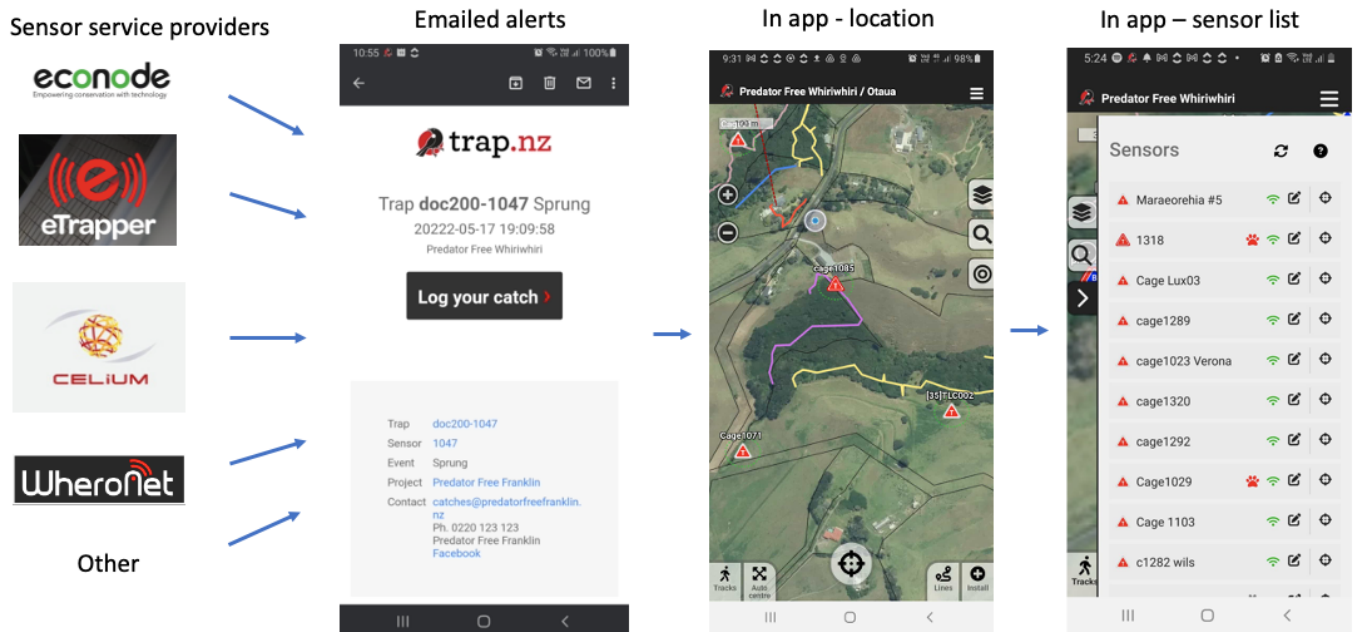 Sensor service providers
econode
Empowering conservation with technology
((e))
eTrapper
CELiUM
WheroNet
Other
Emailed alerts
10:55
100%
trap.nz
Trap doc200-1047 Sprung
20222-05-17 19:09:58
Predator Free Whiriwhiri
Log your catch ›
Trap doc200-1047
Sensor 1047
Event Sprung
Project Predator Free Franklin
Contact catches@predatorfreefranklin.
nz
Ph. 0220 123 123
Predator Free Franklin
Facebook
In app - location
9:31
98%
Predator Free Whiriwhiri / Otaua
cage1085
[35]TLC002
Cage1071
Tracks
Auto
centre
Lines
Install
In app – sensor list
5:24
Predator Free Whiriwhiri
Sensors
Maraeorehia #5
1318
Cage Lux03
cage1289
cage1023 Verona
cage1320
cage1292
Cage1029
Cage 1103
c1282 wils
Tracks